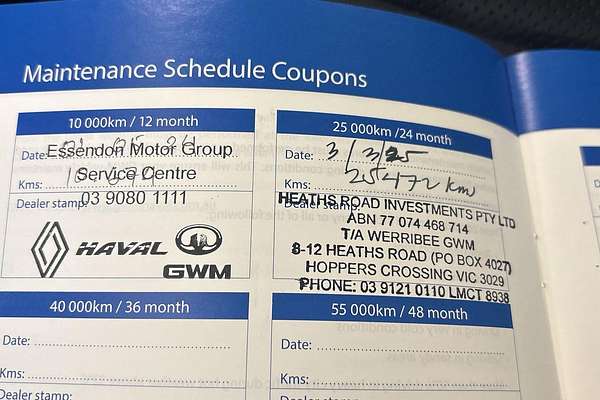 Maintenance Schedule Coupons
10 000km / 12 month
Date:
Essendon Motor Group
Kms:
Service Centre
Dealer stamp:
03 9080 1111
HAVAL
GWM
25 000km /24 month
Date: 3/3/25
Kms: 25472 km
Dealer stamp:
HEATHS ROAD INVESTMENTS PTY LTD
ABN 77 074 468 714
T/A WERRIBEE GWM
8-12 HEATHS ROAD (PO BOX 4027)
HOPPERS CROSSING VIC 3029
PHONE: 03 9121 0110 LMCT 8938
40 000km / 36 month
Date:
Kms:
Dealer stamp:
55 000km / 48 month
Date:
Kms:
Dealer stamp: